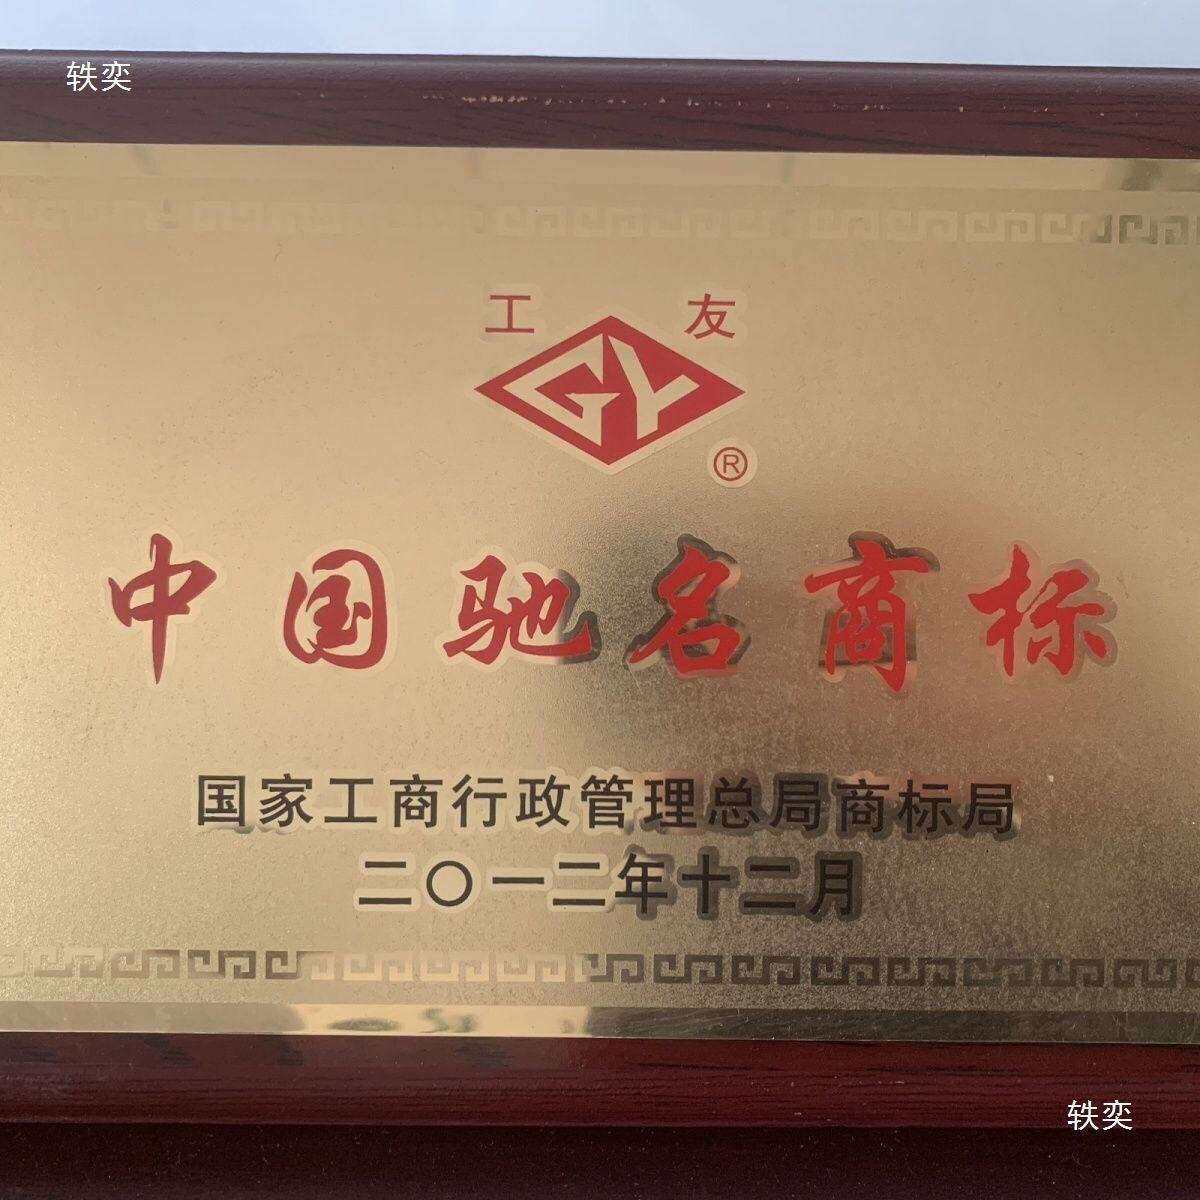 轶奕
工 友
GY
®
中国驰名商标
国家工商行政管理总局商标局
二〇一二年十二月
轶奕